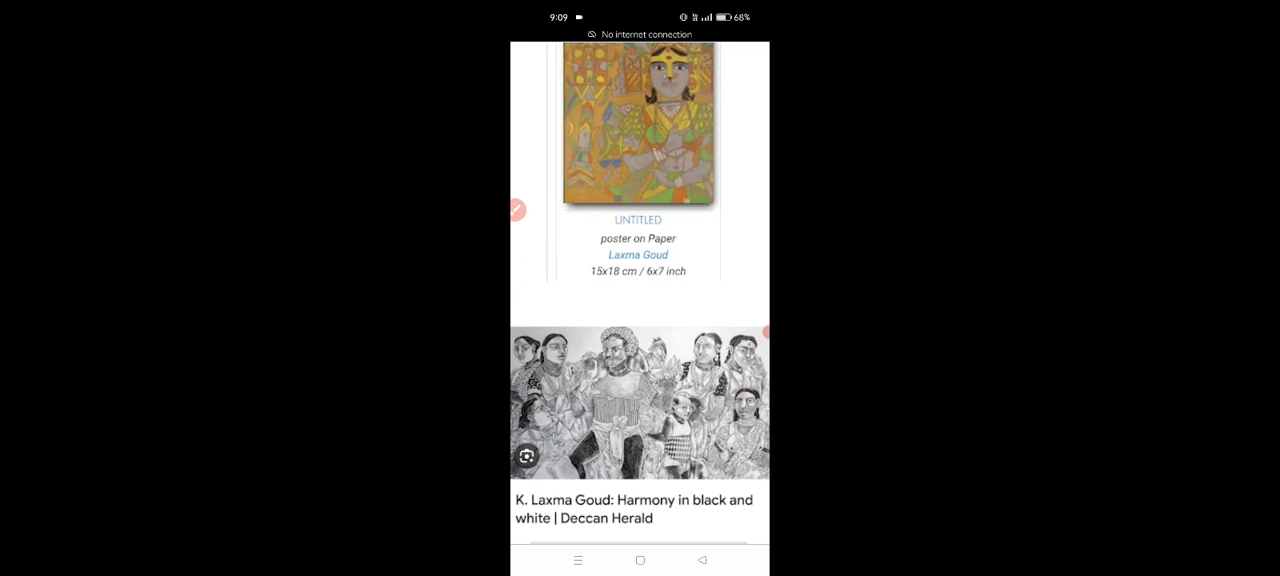 9:09
68%
No internet connection
UNTITLED
poster on Paper
Laxma Goud
15x18 cm / 6x7 inch
K. Laxma Goud: Harmony in black and
white | Deccan Herald